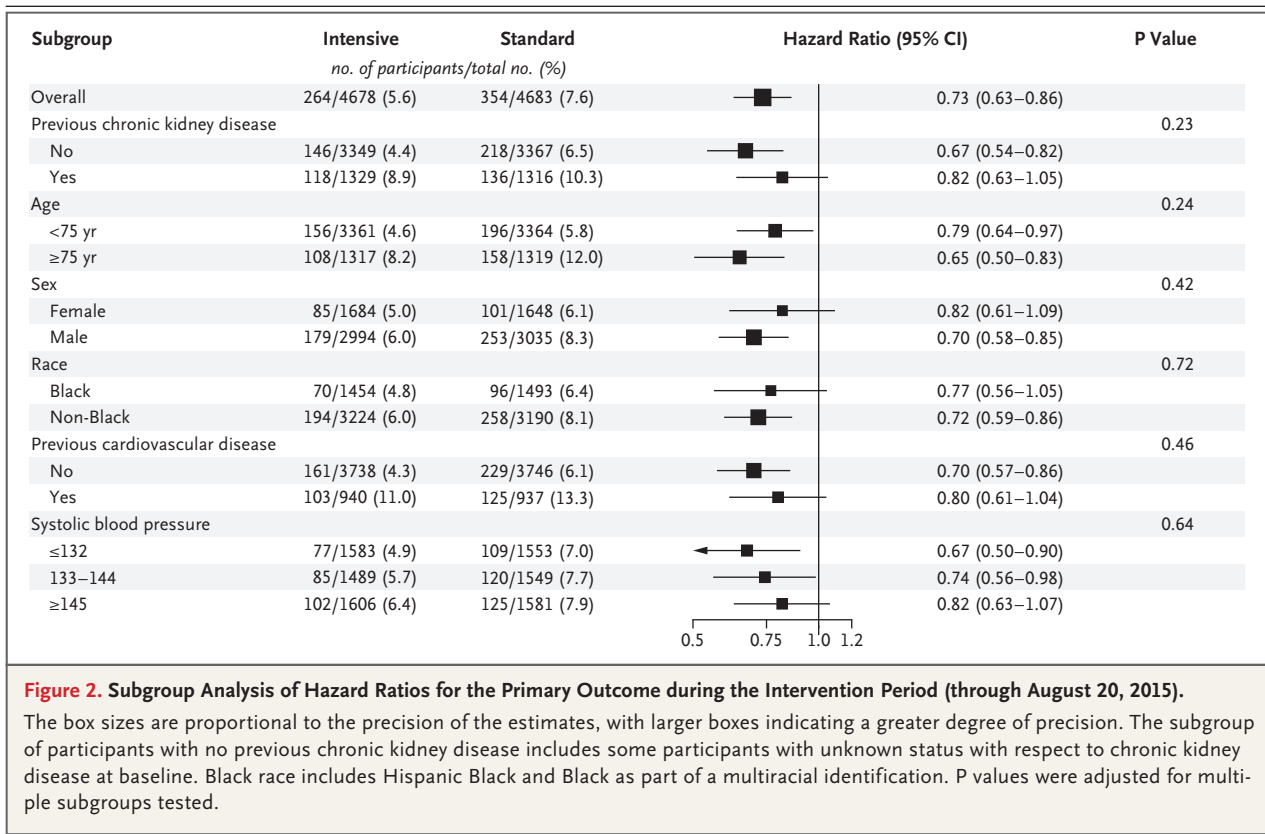 Subgroup Intensive Standard Hazard Ratio (95% CI) P Value
no. of participants/total no. (%)
Overall 264/4678 (5.6) 354/4683 (7.6) 0.73 (0.63–0.86)
Previous chronic kidney disease 0.23
No 146/3349 (4.4) 218/3367 (6.5) 0.67 (0.54–0.82)
Yes 118/1329 (8.9) 136/1316 (10.3) 0.82 (0.63–1.05)
Age 0.24
<75 yr 156/3361 (4.6) 196/3364 (5.8) 0.79 (0.64–0.97)
≥75 yr 108/1317 (8.2) 158/1319 (12.0) 0.65 (0.50–0.83)
Sex 0.42
Female 85/1684 (5.0) 101/1648 (6.1) 0.82 (0.61–1.09)
Male 179/2994 (6.0) 253/3035 (8.3) 0.70 (0.58–0.85)
Race 0.72
Black 70/1454 (4.8) 96/1493 (6.4) 0.77 (0.56–1.05)
Non-Black 194/3224 (6.0) 258/3190 (8.1) 0.72 (0.59–0.86)
Previous cardiovascular disease 0.46
No 161/3738 (4.3) 229/3746 (6.1) 0.70 (0.57–0.86)
Yes 103/940 (11.0) 125/937 (13.3) 0.80 (0.61–1.04)
Systolic blood pressure 0.64
≤132 77/1583 (4.9) 109/1553 (7.0) 0.67 (0.50–0.90)
133–144 85/1489 (5.7) 120/1549 (7.7) 0.74 (0.56–0.98)
≥145 102/1606 (6.4) 125/1581 (7.9) 0.82 (0.63–1.07)
0.5 0.75 1.0 1.2
Figure 2. Subgroup Analysis of Hazard Ratios for the Primary Outcome during the Intervention Period (through August 20, 2015).
The box sizes are proportional to the precision of the estimates, with larger boxes indicating a greater degree of precision. The subgroup
of participants with no previous chronic kidney disease includes some participants with unknown status with respect to chronic kidney
disease at baseline. Black race includes Hispanic Black and Black as part of a multiracial identification. P values were adjusted for multi-
ple subgroups tested.